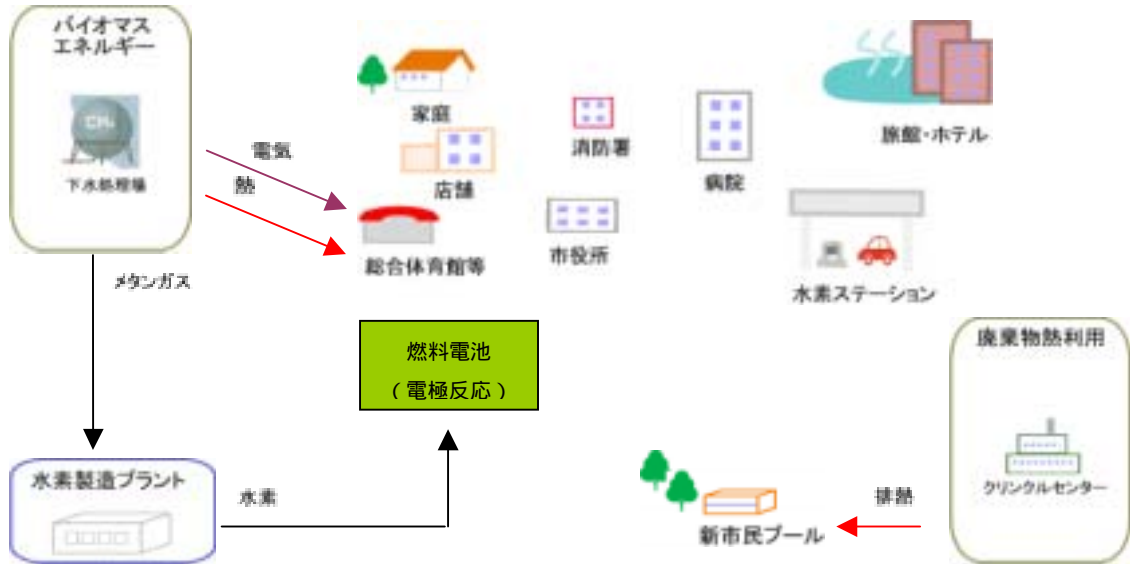 バイオマス
エネルギー
CH₄
下水処理場
電気
熱
メタンガス
家庭
店舗
総合体育館等
消防署
市役所
病院
旅館・ホテル
水素ステーション
燃料電池
（電極反応）
水素製造プラント
水素
新市民プール
排熱
廃棄物熱利用
クリンクルセンター